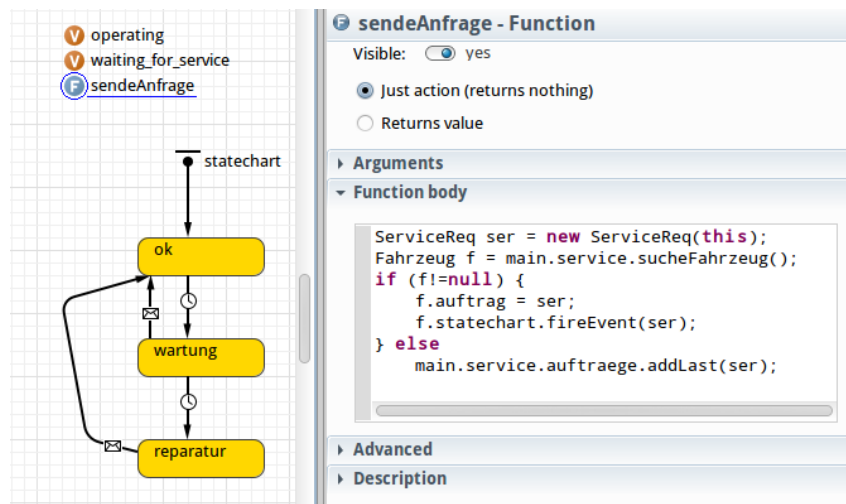 operating
waiting_for_service
sendeAnfrage
statechart
ok
wartung
reparatur
sendeAnfrage - Function
Visible: yes
Just action (returns nothing)
Returns value
Arguments
Function body
ServiceReq ser = new ServiceReq(this);
Fahrzeug f = main.service.sucheFahrzeug();
if (f!=null) {
    f.auftrag = ser;
    f.statechart.fireEvent(ser);
} else
    main.service.auftraege.addLast(ser);
Advanced
Description